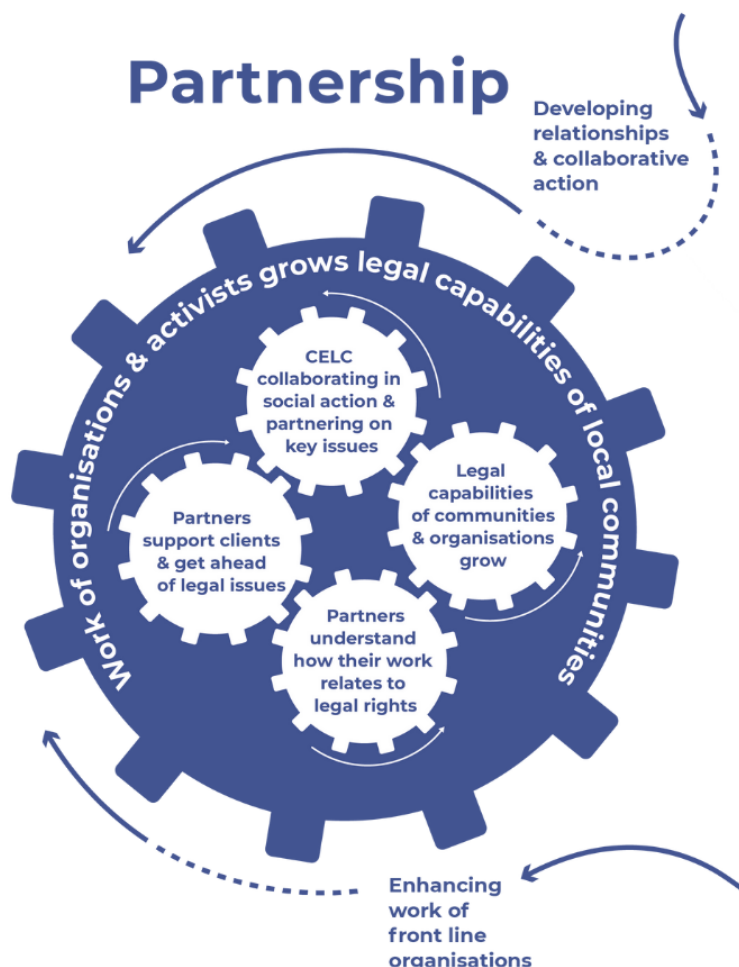 Partnership
Developing
relationships
& collaborative
action
Work of organisations & activists grows legal capabilities of local communities
CELC
collaborating in
social action &
partnering on
key issues
Legal
capabilities
of communities
& organisations
grow
Partners
support clients
& get ahead
of legal issues
Partners
understand
how their work
relates to
legal rights
Enhancing
work of
front line
organisations